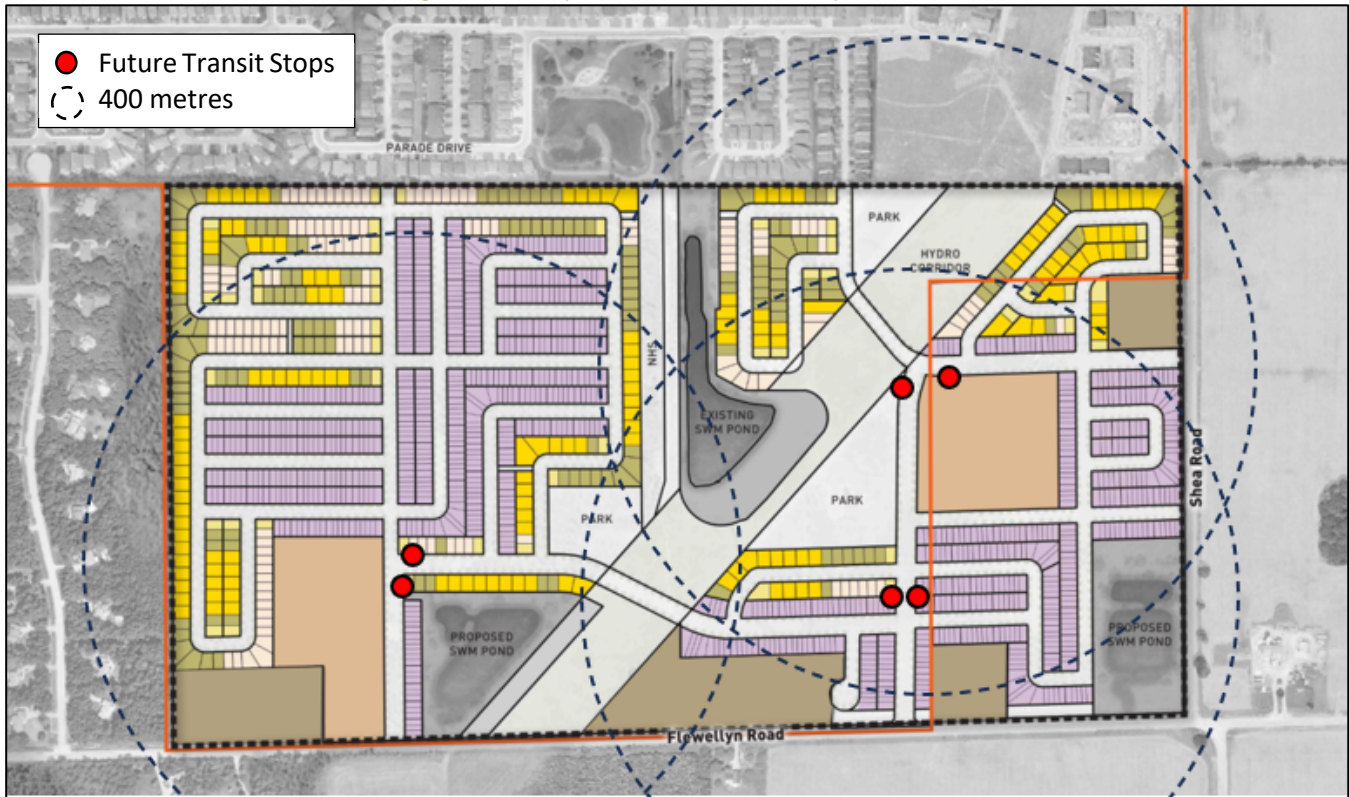 Future Transit Stops
400 metres
PARADE DRIVE
PARK
HYDRO
CORRIDOR
NHS
EXISTING
SWM POND
PARK
PARK
Shea Road
PROPOSED
SWM POND
PROPOSED
SWM POND
Flewellyn Road